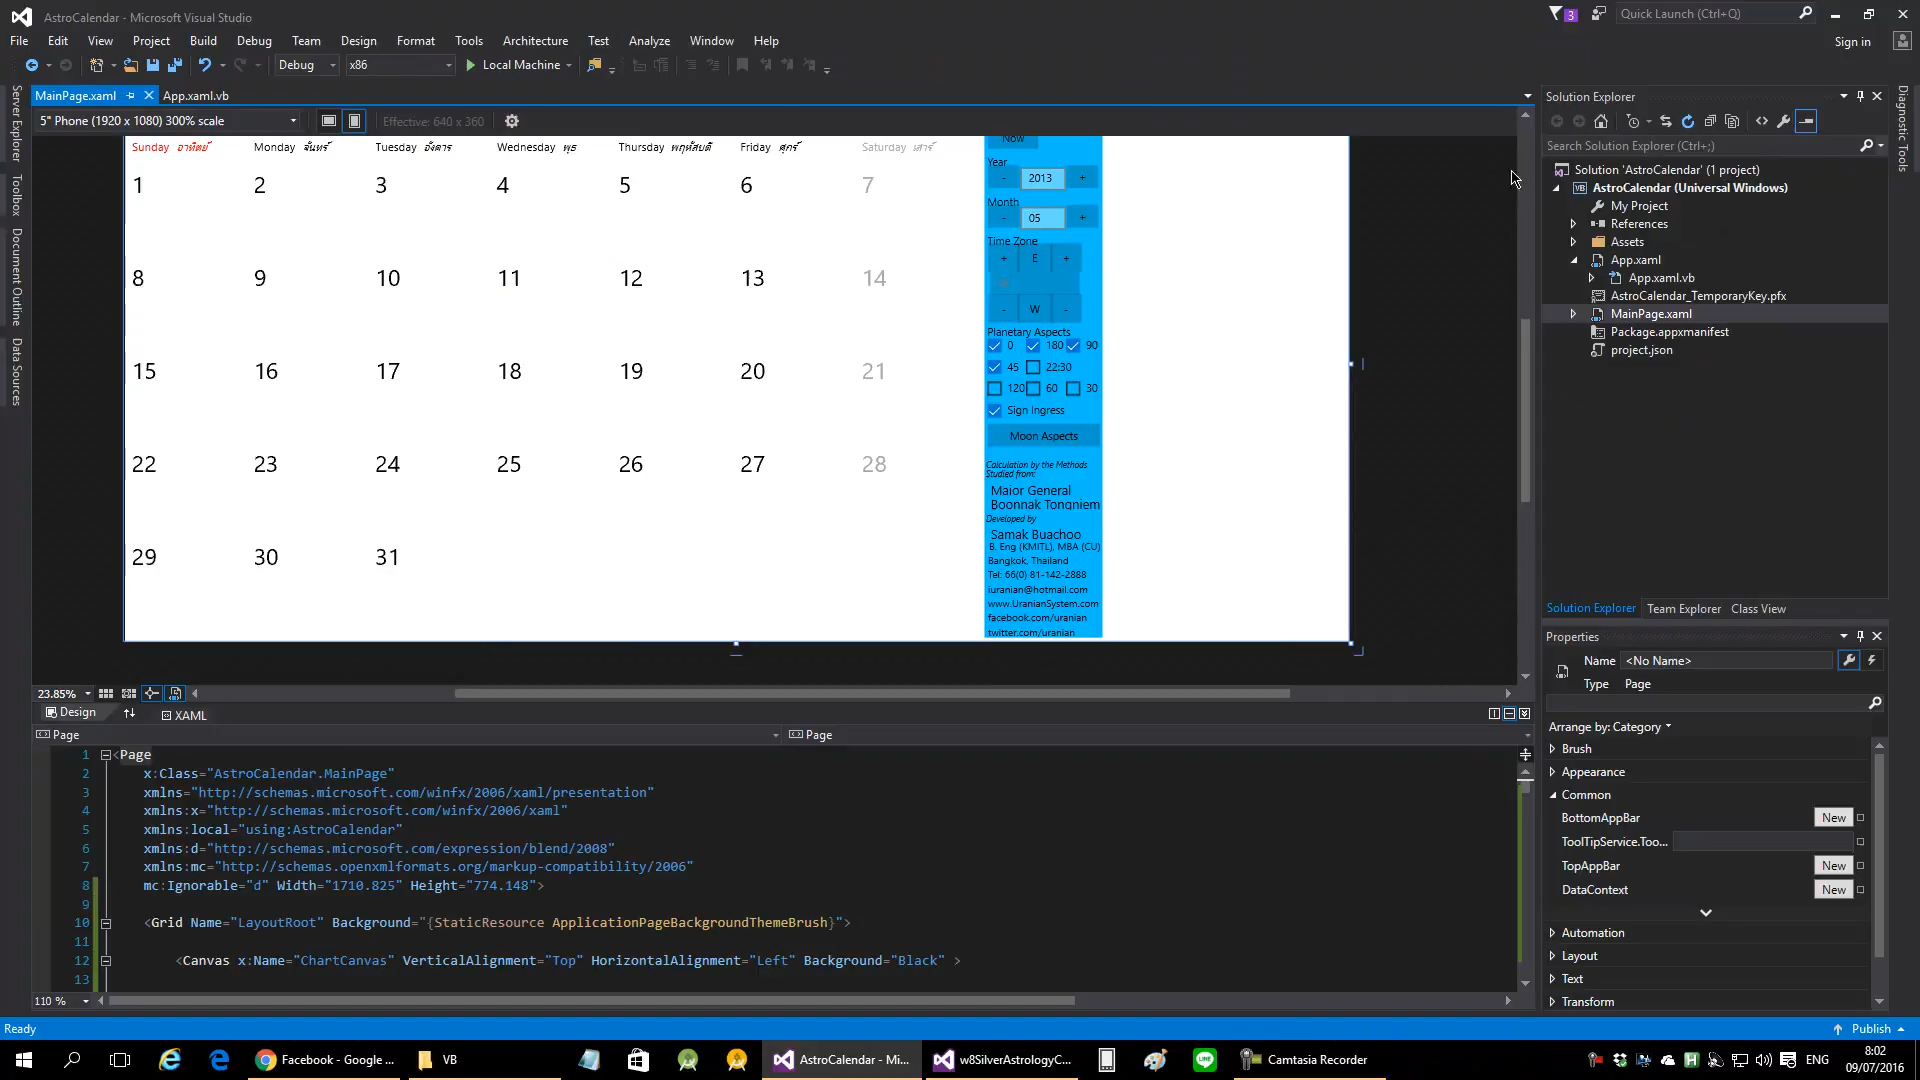 AstroCalendar - Microsoft Visual Studio
3
Quick Launch (Ctrl+Q)
File Edit View Project Build Debug Team Format Design Tools Architecture Test Analyze Window Help
Sign in
Debug x86 Local Machine
MainPage.xaml App.xaml.vb
5" Phone (1920 x 1080) 300% scale Effective: 640 x 360
Server Explorer
Toolbox
Document Outline
Data Sources
Sunday อาทิตย์ Monday จันทร์ Tuesday อังคาร Wednesday พุธ Thursday พฤหัสบดี Friday ศุกร์ Saturday เสาร์
1 2 3 4 5 6 7
8 9 10 11 12 13 14
15 16 17 18 19 20 21
22 23 24 25 26 27 28
29 30 31
Now
Year
- 2013 +
Month
- 05 +
Time Zone
+ E +
- W -
Planetary Aspects
0 180 90
45 22:30
120 60 30
Sign Ingress
Moon Aspects
Calculation by the Methods
Studied from:
Maior General
Boonnak Tongniem
Developed by
Samak Buachoo
B. Eng (KMITL), MBA (CU)
Bangkok, Thailand
Tel: 66(0) 81-142-2888
iuranian@hotmail.com
www.UranianSystem.com
facebook.com/uranian
twitter.com/uranian
23.85%
Design XAML
Page Page
1 <Page
2 x:Class="AstroCalendar.MainPage"
3 xmlns="http://schemas.microsoft.com/winfx/2006/xaml/presentation"
4 xmlns:x="http://schemas.microsoft.com/winfx/2006/xaml"
5 xmlns:local="using:AstroCalendar"
6 xmlns:d="http://schemas.microsoft.com/expression/blend/2008"
7 xmlns:mc="http://schemas.openxmlformats.org/markup-compatibility/2006"
8 mc:Ignorable="d" Width="1710.825" Height="774.148">
9
10 <Grid Name="LayoutRoot" Background="{StaticResource ApplicationPageBackgroundThemeBrush}">
11
12 <Canvas x:Name="ChartCanvas" VerticalAlignment="Top" HorizontalAlignment="Left" Background="Black" >
13
110 %
Solution Explorer
Search Solution Explorer (Ctrl+;)
Solution 'AstroCalendar' (1 project)
AstroCalendar (Universal Windows)
My Project
References
Assets
App.xaml
App.xaml.vb
AstroCalendar_TemporaryKey.pfx
MainPage.xaml
Package.appxmanifest
project.json
Solution Explorer Team Explorer Class View
Diagnostic Tools
Properties
Name <No Name>
Type Page
Arrange by: Category
Brush
Appearance
Common
BottomAppBar New
ToolTipService.Too...
TopAppBar New
DataContext New
Automation
Layout
Text
Transform
Ready
Publish
Facebook - Google ... VB AstroCalendar - Mi... w8SilverAstrologyC... LINE Camtasia Recorder
ENG
8:02
09/07/2016